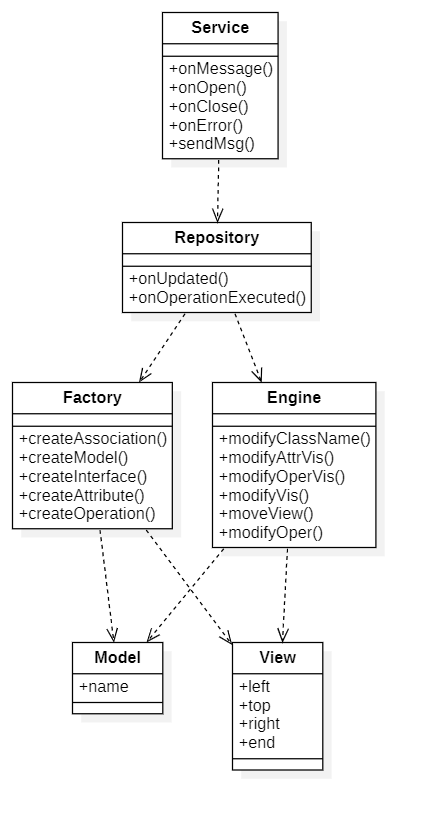 Service
+onMessage()
+onOpen()
+onClose()
+onError()
+sendMsg()
Repository
+onUpdated()
+onOperationExecuted()
Factory
+createAssociation()
+createModel()
+createInterface()
+createAttribute()
+createOperation()
Engine
+modifyClassName()
+modifyAttrVis()
+modifyOperVis()
+modifyVis()
+moveView()
+modifyOper()
Model
+name
View
+left
+top
+right
+end